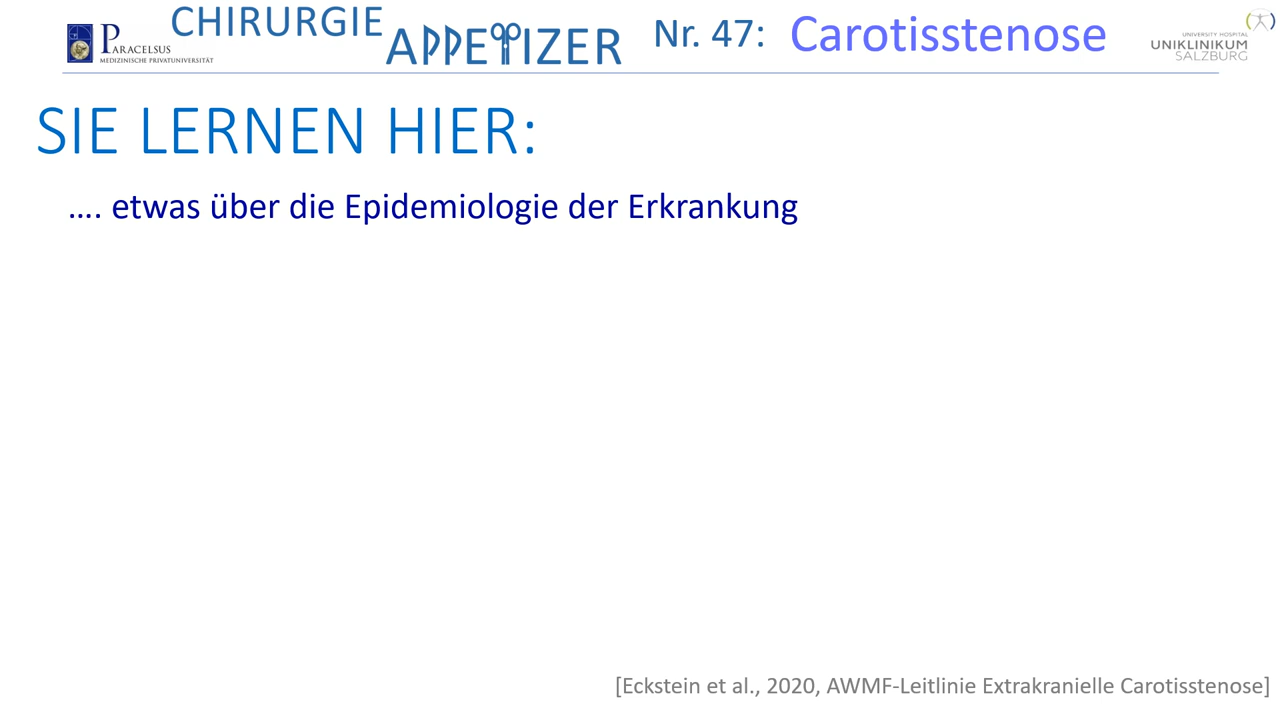 PARACELSUS
MEDIZINISCHE PRIVATUNIVERSITÄT
CHIRURGIE
APPETIZER
Nr. 47: Carotisstenose
UNIVERSITY HOSPITAL
UNIKLINIKUM
SALZBURG
SIE LERNEN HIER:
.... etwas über die Epidemiologie der Erkrankung
[Eckstein et al., 2020, AWMF-Leitlinie Extrakranielle Carotisstenose]